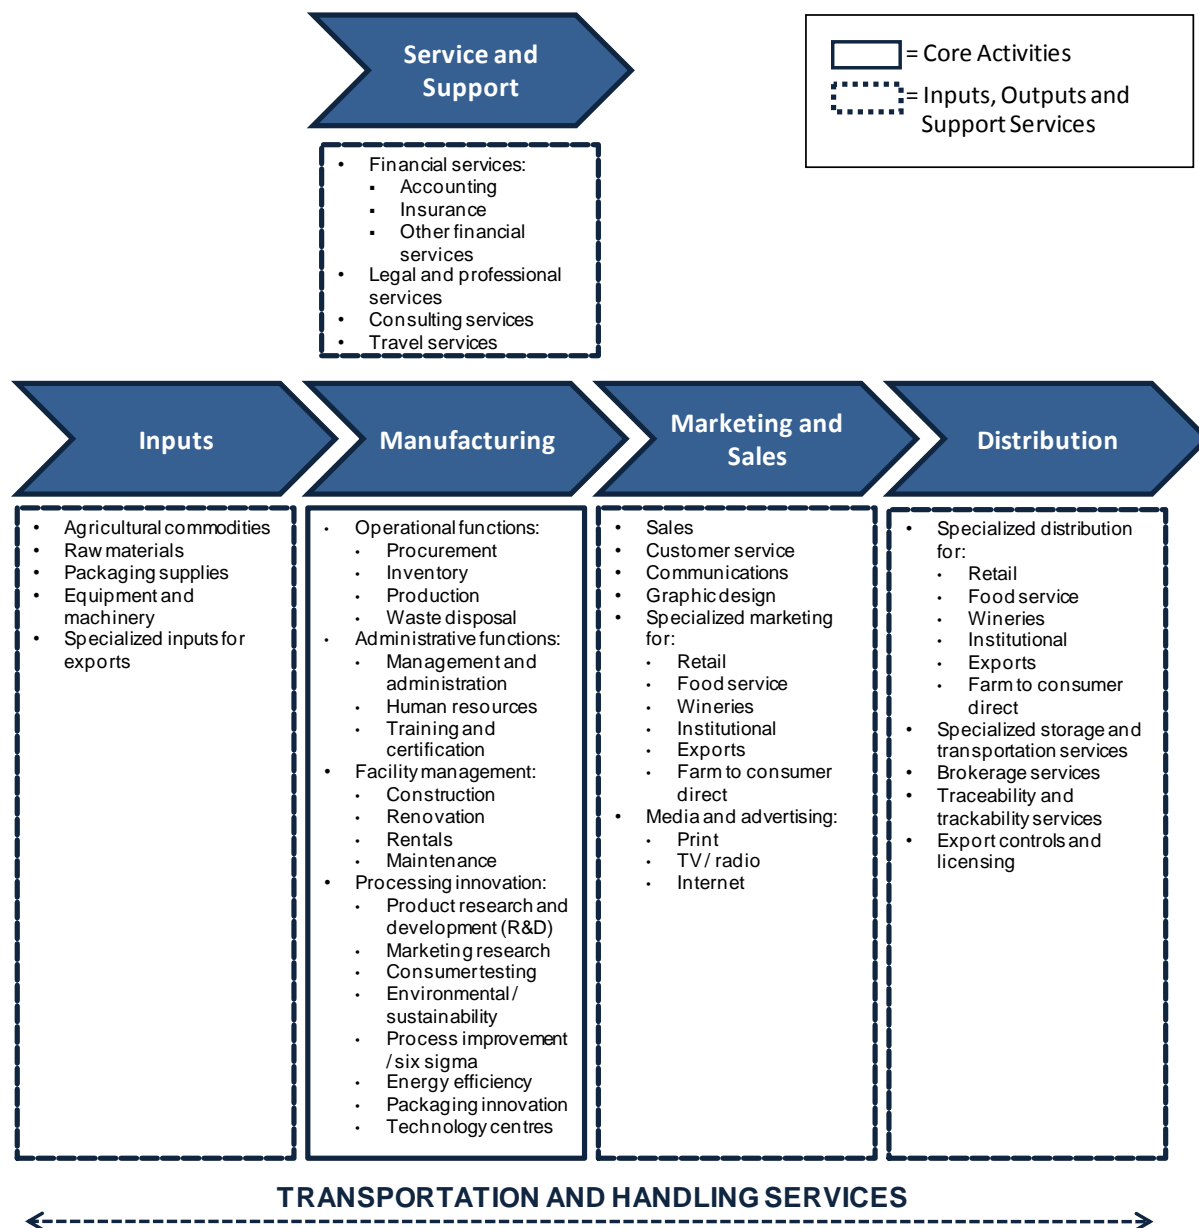 Service and
Support
= Core Activities
= Inputs, Outputs and
Support Services
• Financial services:
▪ Accounting
▪ Insurance
▪ Other financial
services
• Legal and professional
services
• Consulting services
• Travel services
Inputs
Manufacturing
Marketing and
Sales
Distribution
• Agricultural commodities
• Raw materials
• Packaging supplies
• Equipment and
machinery
• Specialized inputs for
exports
• Operational functions:
• Procurement
• Inventory
• Production
• Waste disposal
• Administrative functions:
• Management and
administration
• Human resources
• Training and
certification
• Facility management:
• Construction
• Renovation
• Rentals
• Maintenance
• Processing innovation:
• Product research and
development (R&D)
• Marketing research
• Consumer testing
• Environmental /
sustainability
• Process improvement
/ six sigma
• Energy efficiency
• Packaging innovation
• Technology centres
• Sales
• Customer service
• Communications
• Graphic design
• Specialized marketing
for:
• Retail
• Food service
• Wineries
• Institutional
• Exports
• Farm to consumer
direct
• Media and advertising:
• Print
• TV / radio
• Internet
• Specialized distribution
for:
• Retail
• Food service
• Wineries
• Institutional
• Exports
• Farm to consumer
direct
• Specialized storage and
transportation services
• Brokerage services
• Traceability and
trackability services
• Export controls and
licensing
TRANSPORTATION AND HANDLING SERVICES